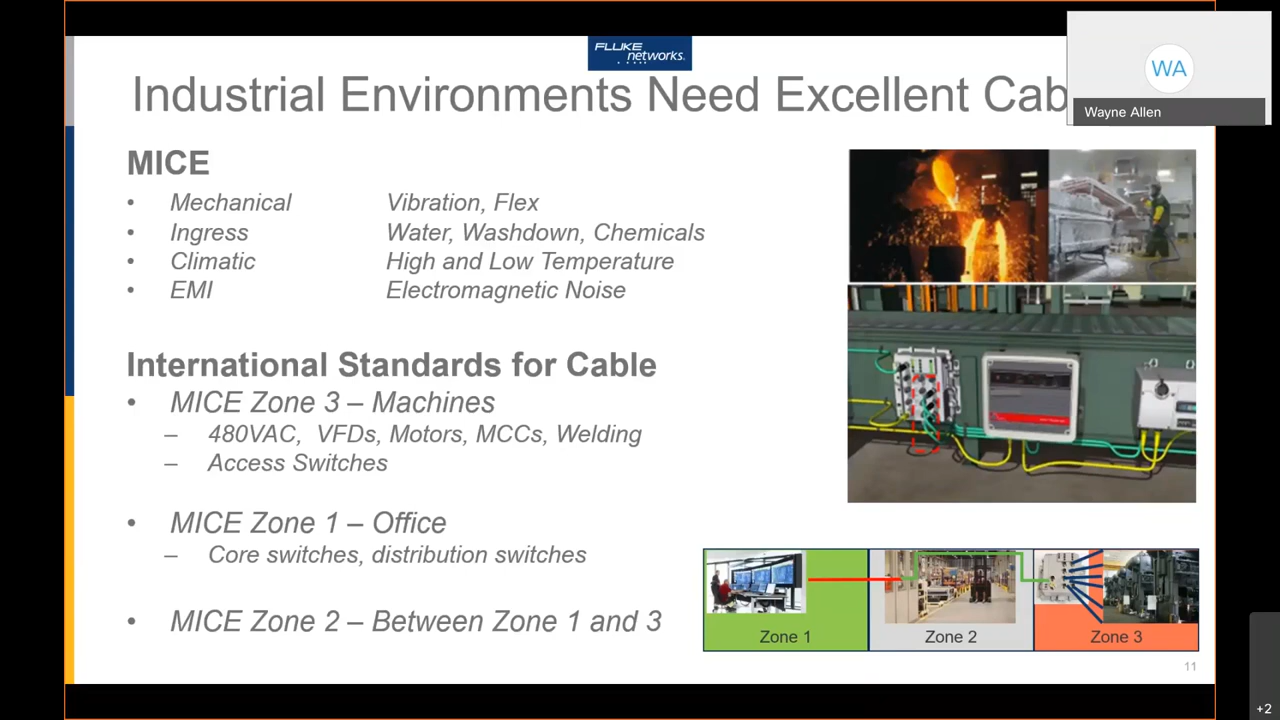 FLUKE
networks.
Industrial Environments Need Excellent Cab
WA
Wayne Allen
MICE
• Mechanical Vibration, Flex
• Ingress Water, Washdown, Chemicals
• Climatic High and Low Temperature
• EMI Electromagnetic Noise
International Standards for Cable
• MICE Zone 3 – Machines
– 480VAC, VFDs, Motors, MCCs, Welding
– Access Switches
• MICE Zone 1 – Office
– Core switches, distribution switches
• MICE Zone 2 – Between Zone 1 and 3
Zone 1 Zone 2 Zone 3
11
+2